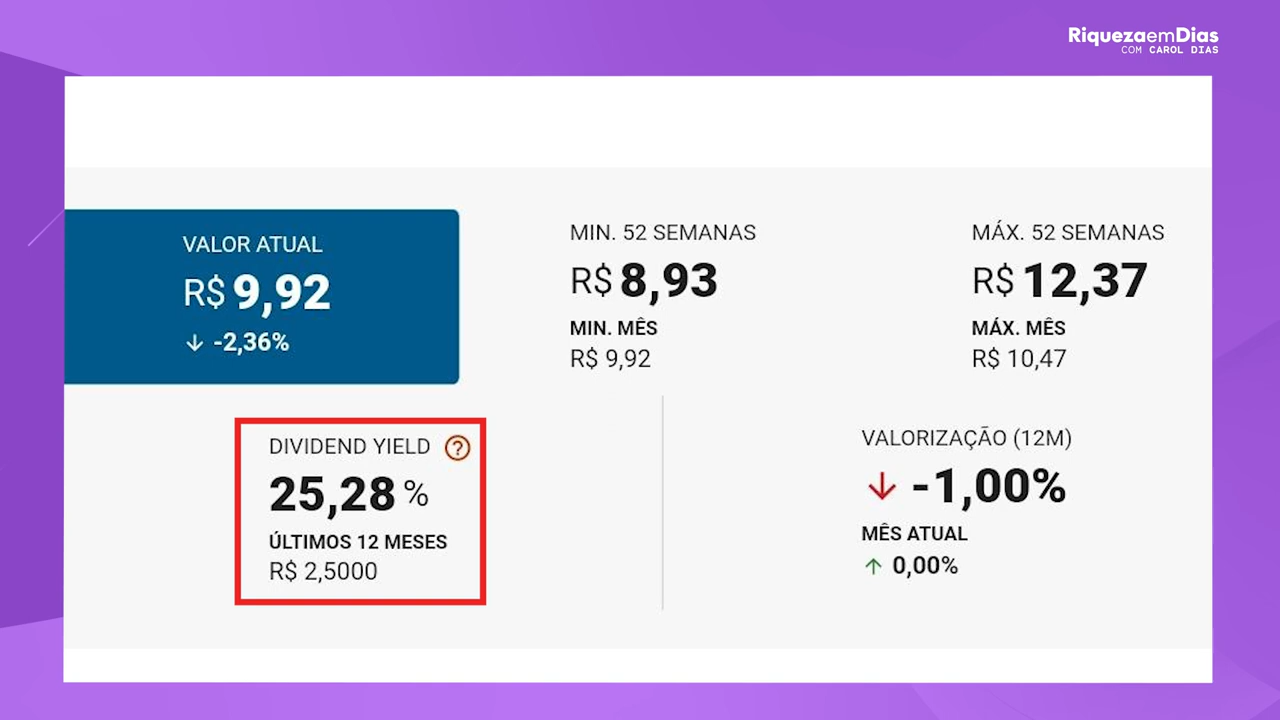 RiquezaemDias
COM CAROL DIAS
VALOR ATUAL
R$ 9,92
↓ -2,36%
MIN. 52 SEMANAS
R$ 8,93
MIN. MÊS
R$ 9,92
MÁX. 52 SEMANAS
R$ 12,37
MÁX. MÊS
R$ 10,47
DIVIDEND YIELD ?
25,28 %
ÚLTIMOS 12 MESES
R$ 2,5000
VALORIZAÇÃO (12M)
↓ -1,00%
MÊS ATUAL
↑ 0,00%